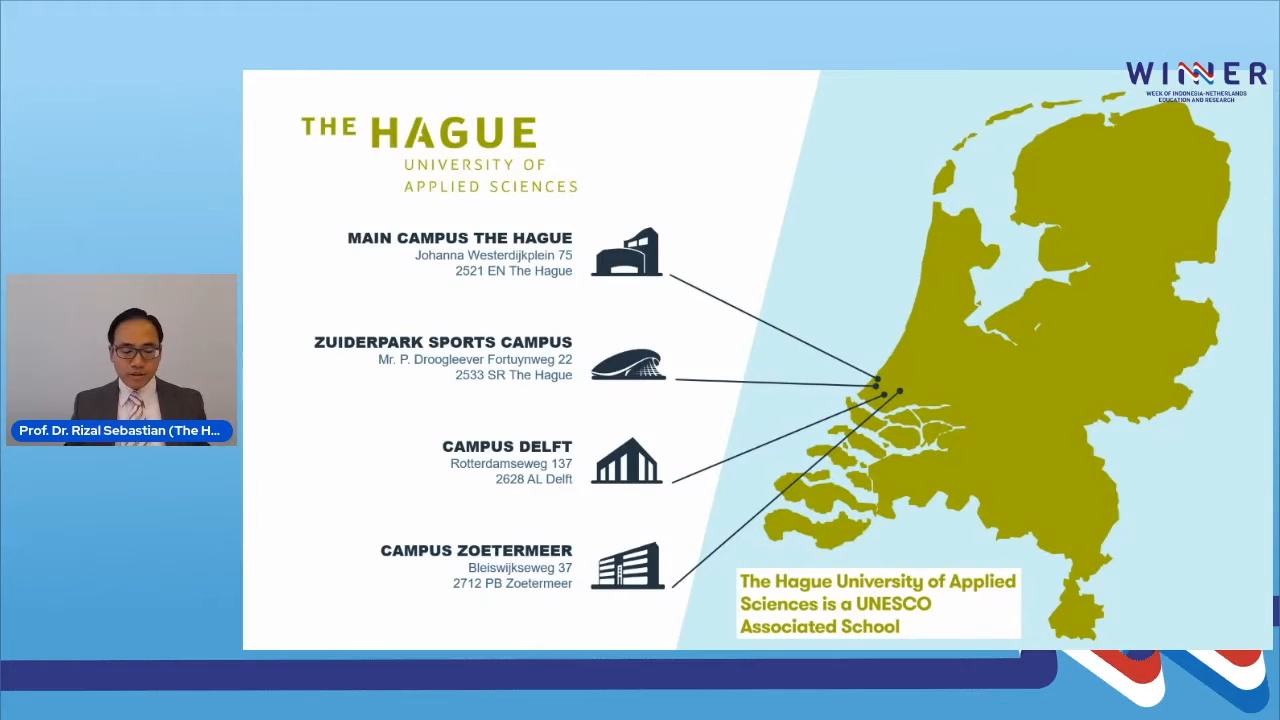 WINNER
WEEK OF INDONESIA-NETHERLANDS
EDUCATION AND RESEARCH
THE HAGUE
UNIVERSITY OF
APPLIED SCIENCES
MAIN CAMPUS THE HAGUE
Johanna Westerdijkplein 75
2521 EN The Hague
ZUIDERPARK SPORTS CAMPUS
Mr. P. Droogleever Fortuynweg 22
2533 SR The Hague
Prof. Dr. Rizal Sebastian (The H...
CAMPUS DELFT
Rotterdamseweg 137
2628 AL Delft
CAMPUS ZOETERMEER
Bleiswijkseweg 37
2712 PB Zoetermeer
The Hague University of Applied
Sciences is a UNESCO
Associated School